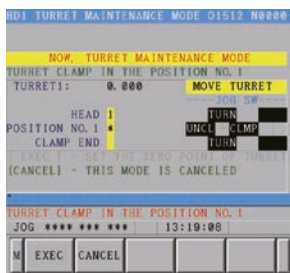 HD1 TURRET MAINTENANCE MODE O1512 N0000
NOW, TURRET MAINTENANCE MODE
TURRET CLAMP IN THE POSITION NO. 1
TURRET1: 0.000 MOVE TURRET
JOG SW
HEAD 1 TURN
POSITION NO. 1 * UNCL CLMP
CLAMP END TURN
[ EXEC ] - SET THE ZERO POINT OF TURRET
[CANCEL] - THIS MODE IS CANCELED
TURRET CLAMP IN THE POSITION NO. 1
JOG **** *** *** 13:19:08
M EXEC CANCEL